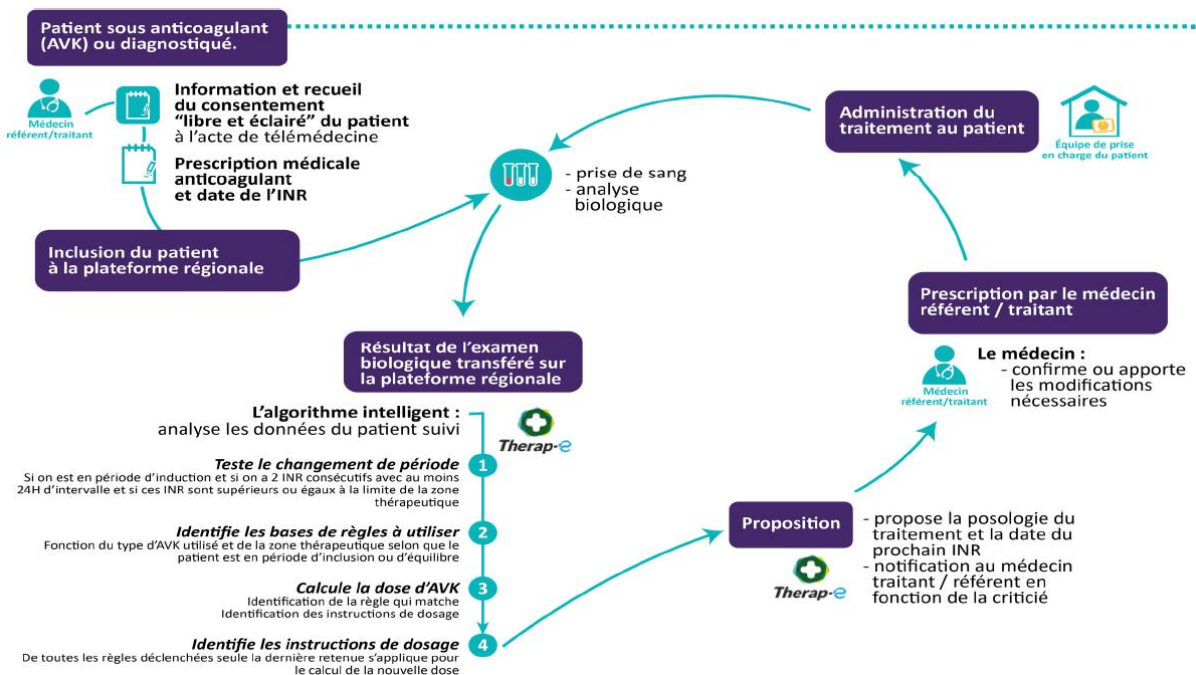 Patient sous anticoagulant
(AVK) ou diagnostiqué.
Médecin
référent/traitant
Information et recueil
du consentement
“libre et éclairé” du patient
à l’acte de télémédecine
Prescription médicale
anticoagulant
et date de l’INR
Inclusion du patient
à la plateforme régionale
- prise de sang
- analyse
biologique
Administration du
traitement au patient
Équipe de prise
en charge du patient
Prescription par le médecin
référent / traitant
Médecin
référent/traitant
Le médecin :
- confirme ou apporte
les modifications
nécessaires
Résultat de l’examen
biologique transféré sur
la plateforme régionale
L’algorithme intelligent :
analyse les données du patient suivi
Therap-e
Teste le changement de période
1
Si on est en période d’induction et si on a 2 INR consécutifs avec au moins
24H d’intervalle et si ces INR sont supérieurs ou égaux à la limite de la zone
thérapeutique
Identifie les bases de règles à utiliser
2
Fonction du type d’AVK utilisé et de la zone thérapeutique selon que le
patient est en période d’inclusion ou d’équilibre
Calcule la dose d’AVK
3
Identification de la règle qui matche
Identification des instructions de dosage
Identifie les instructions de dosage
4
De toutes les règles déclenchées seule la dernière retenue s’applique pour
le calcul de la nouvelle dose
Proposition
Therap-e
- propose la posologie du
traitement et la date du
prochain INR
- notification au médecin
traitant / référent en
fonction de la criticié